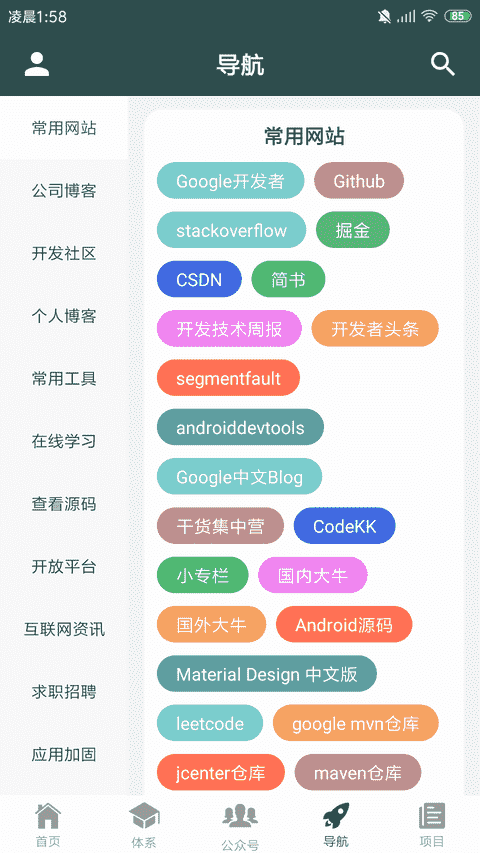 凌晨1:58
85
导航
常用网站
公司博客
开发社区
个人博客
常用工具
在线学习
查看源码
开放平台
互联网资讯
求职招聘
应用加固
常用网站
Google开发者 Github
stackoverflow 掘金
CSDN 简书
开发技术周报 开发者头条
segmentfault
androiddevtools
Google中文Blog
干货集中营 CodeKK
小专栏 国内大牛
国外大牛 Android源码
Material Design 中文版
leetcode google mvn仓库
jcenter仓库 maven仓库
首页 体系 公众号 导航 项目